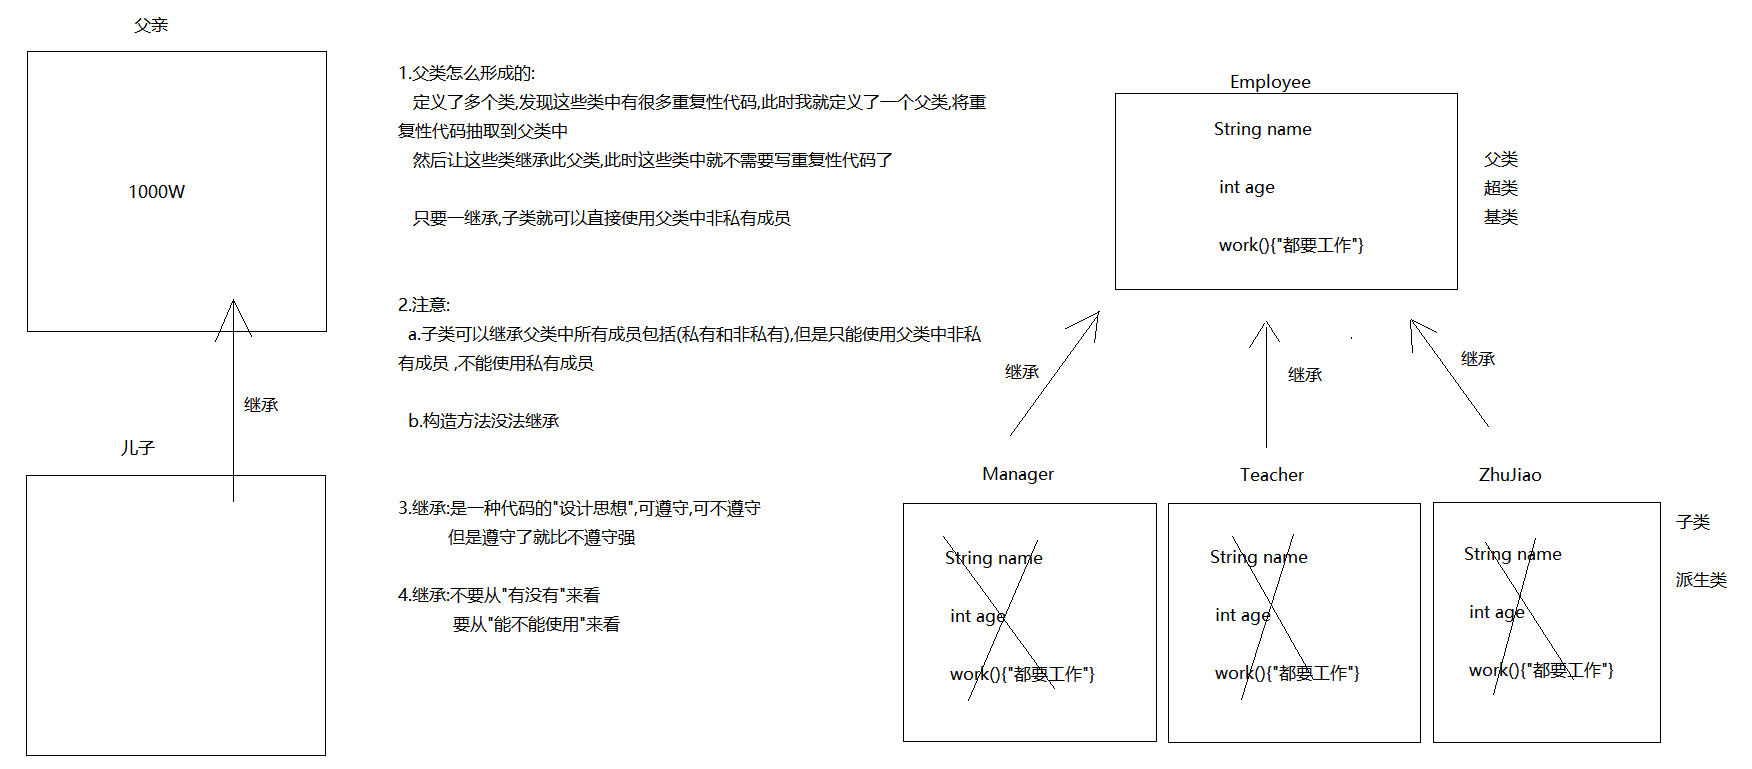 父亲
1000W
继承
儿子
1.父类怎么形成的:
定义了多个类,发现这些类中有很多重复性代码,此时我就定义了一个父类,将重
复性代码抽取到父类中
然后让这些类继承此父类,此时这些类中就不需要写重复性代码了
只要一继承,子类就可以直接使用父类中非私有成员
2.注意:
a.子类可以继承父类中所有成员包括(私有和非私有),但是只能使用父类中非私
有成员 ,不能使用私有成员
b.构造方法没法继承
3.继承:是一种代码的"设计思想",可遵守,可不遵守
但是遵守了就比不遵守强
4.继承:不要从"有没有"来看
要从"能不能使用"来看
Employee
String name
int age
work(){"都要工作"}
父类
超类
基类
继承
继承
继承
Manager
String name
int age
work(){"都要工作"}
Teacher
String name
int age
work(){"都要工作"}
ZhuJiao
String name
int age
work(){"都要工作"}
子类
派生类